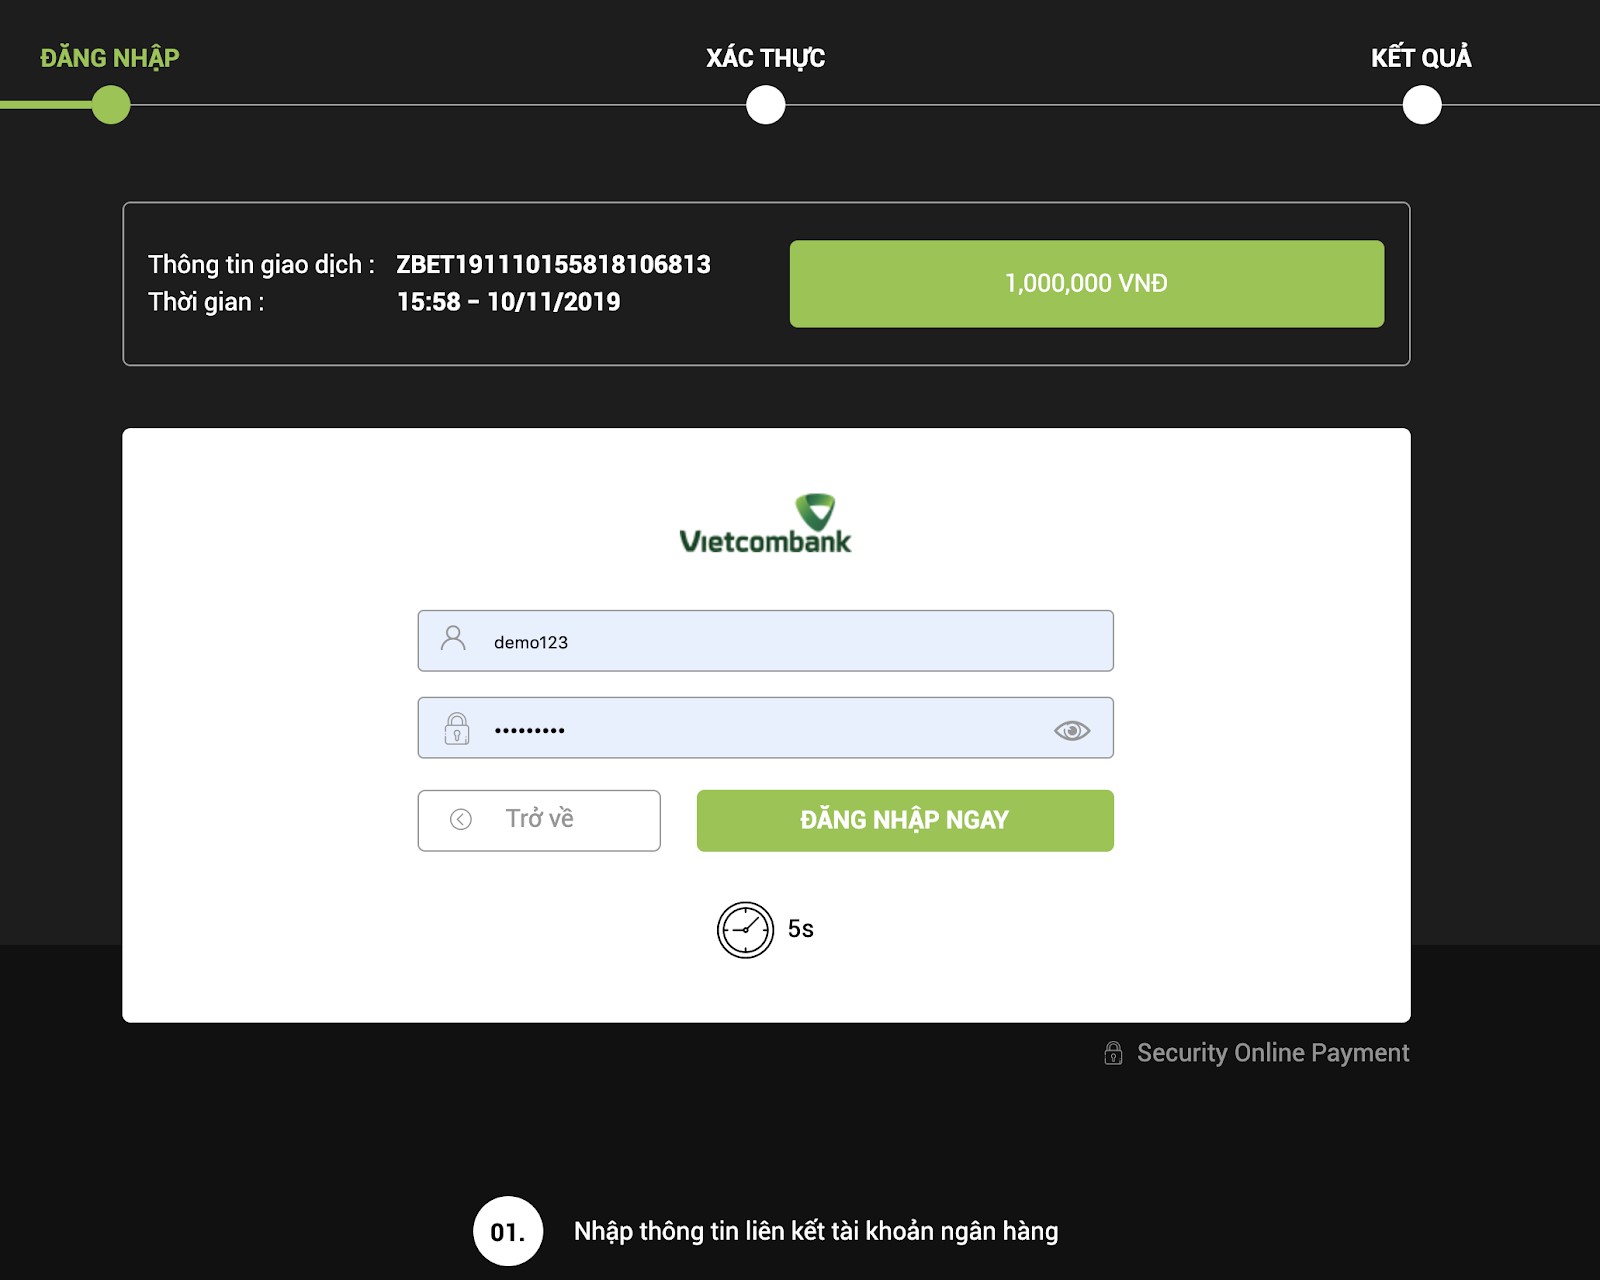 ĐĂNG NHẬP
XÁC THỰC
KẾT QUẢ
Thông tin giao dịch : ZBET191110155818106813
Thời gian : 15:58 - 10/11/2019
1,000,000 VNĐ
Vietcombank
demo123
•••••••••
Trở về
ĐĂNG NHẬP NGAY
5s
Security Online Payment
01. Nhập thông tin liên kết tài khoản ngân hàng